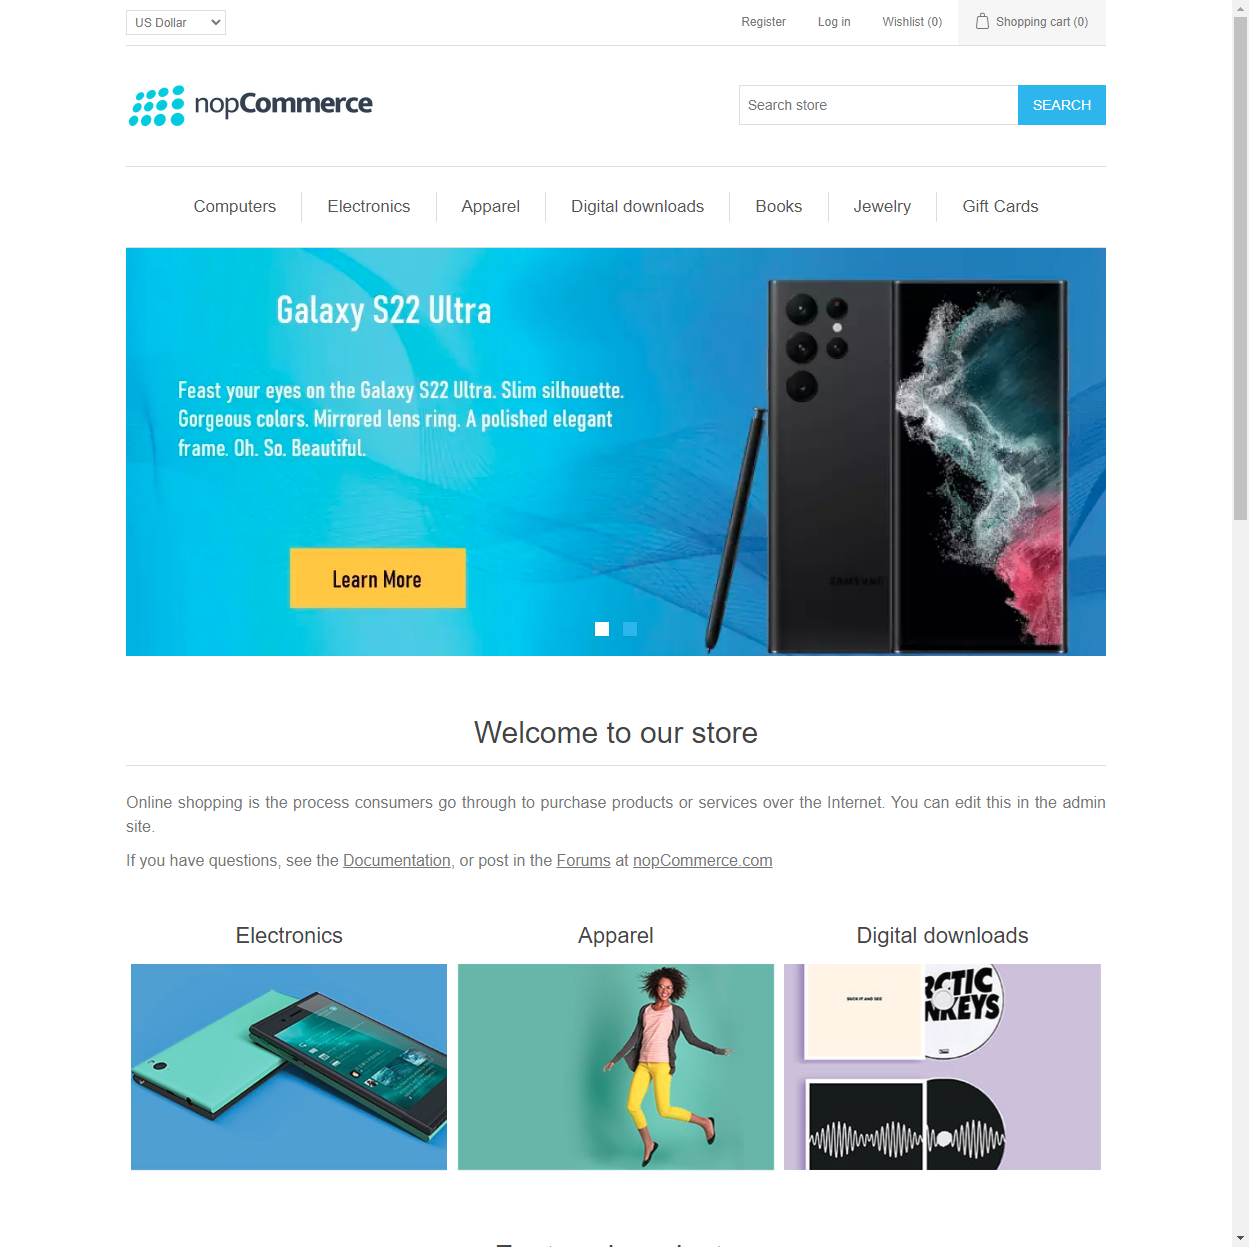 US Dollar
Register
Log in
Wishlist (0)
Shopping cart (0)
nopCommerce
Search store
SEARCH
Computers
Electronics
Apparel
Digital downloads
Books
Jewelry
Gift Cards
Galaxy S22 Ultra
Feast your eyes on the Galaxy S22 Ultra. Slim silhouette.
Gorgeous colors. Mirrored lens ring. A polished elegant
frame. Oh. So. Beautiful.
Learn More
SAMSUNG
Welcome to our store
Online shopping is the process consumers go through to purchase products or services over the Internet. You can edit this in the admin
site.
If you have questions, see the Documentation, or post in the Forums at nopCommerce.com
Electronics
Apparel
Digital downloads
SUCK IT AND SEE